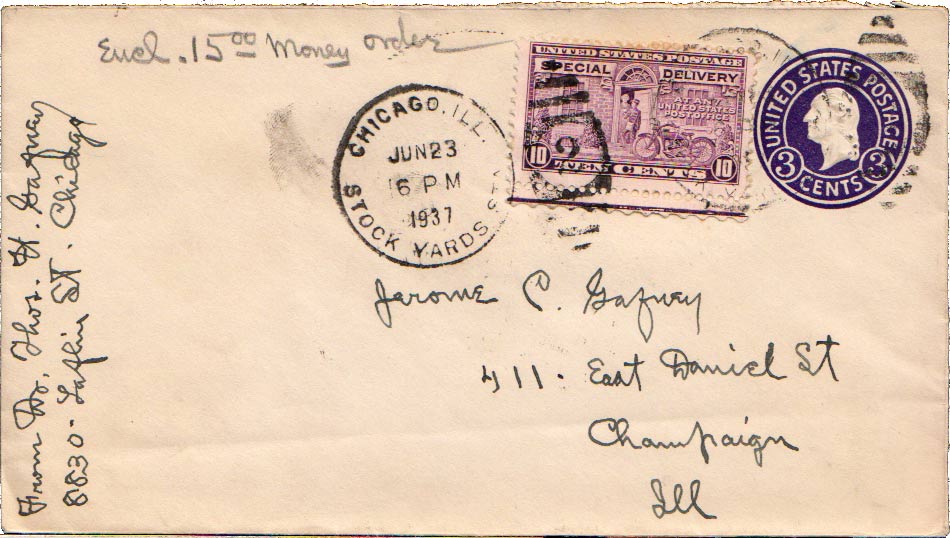 Encl. 15⁰⁰ Money order
UNITED STATES POSTAGE
SPECIAL DELIVERY
AT ANY
UNITED STATES
POST OFFICE
10 TEN CENTS 10
UNITED STATES POSTAGE
3 CENTS 3
CHICAGO, ILL.
JUN 23
6 PM
1937
STOCK YARDS STA
From Dr. Thos. H. Gafney
8830 - Laflin ST. Chicago
Jerome C. Gafney
411. East Daniel St
Champaign
Ill